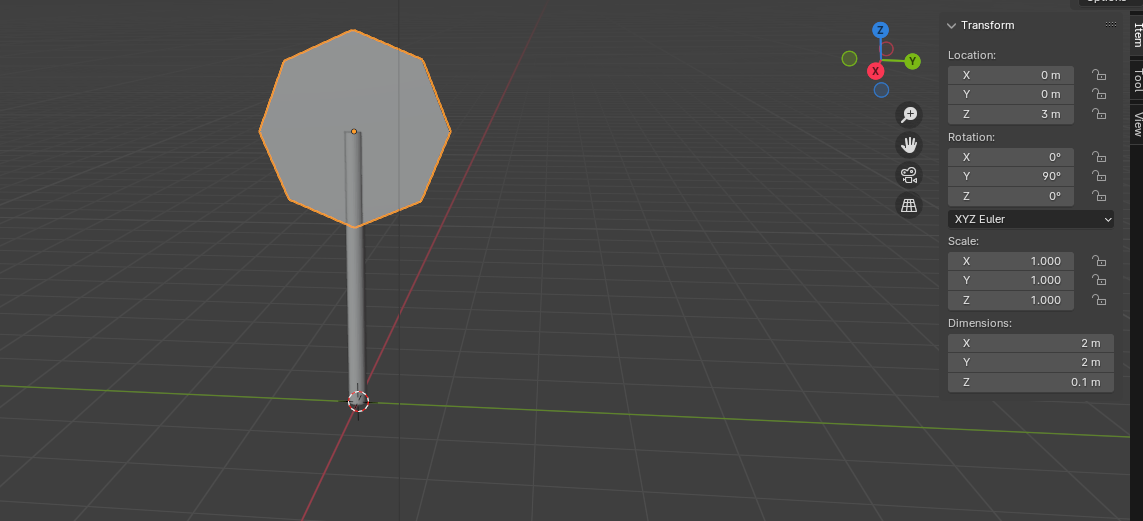 Options
Transform
Item
Tool
View
Z
Y
X
Location:
X 0 m
Y 0 m
Z 3 m
Rotation:
X 0°
Y 90°
Z 0°
XYZ Euler
Scale:
X 1.000
Y 1.000
Z 1.000
Dimensions:
X 2 m
Y 2 m
Z 0.1 m